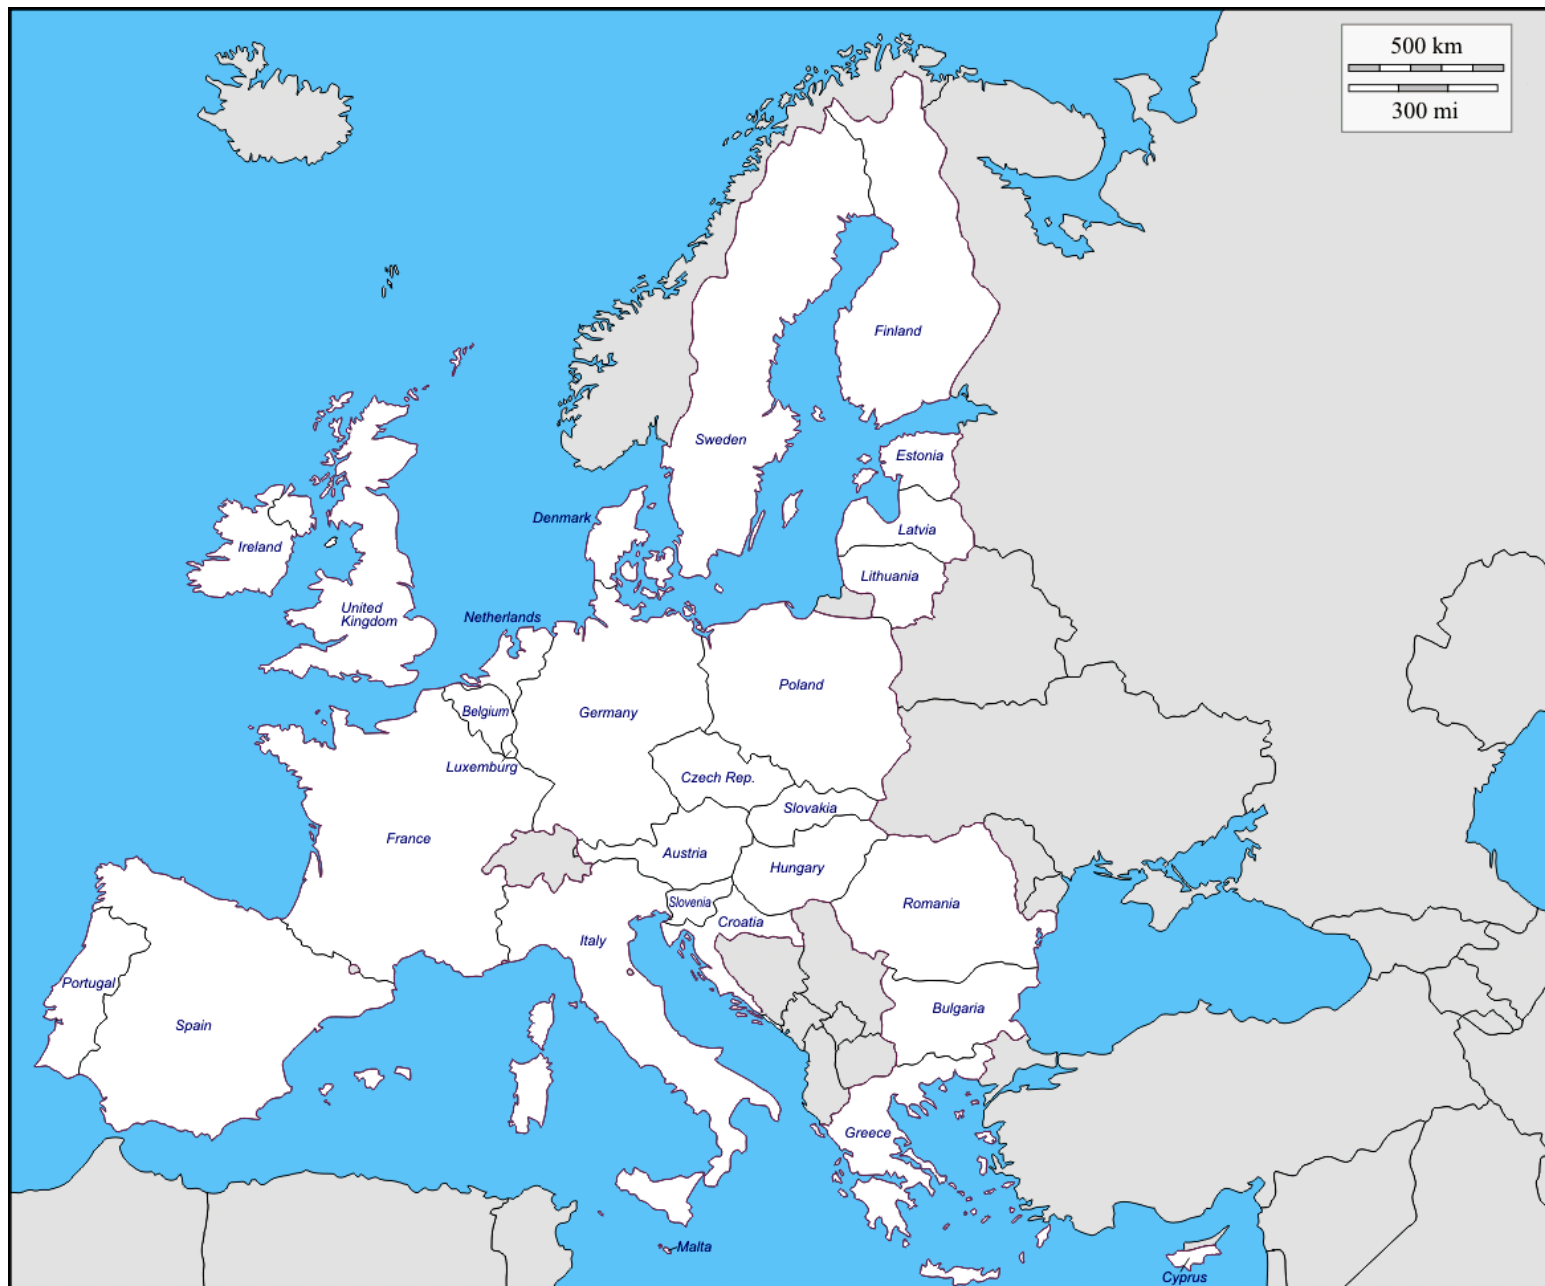 500 km
300 mi
Finland
Sweden
Estonia
Denmark
Latvia
Ireland
Lithuania
United
Kingdom
Netherlands
Poland
Belgium
Germany
Luxemburg
Czech Rep.
Slovakia
France
Austria
Hungary
Slovenia
Romania
Croatia
Italy
Portugal
Bulgaria
Spain
Greece
Malta
Cyprus